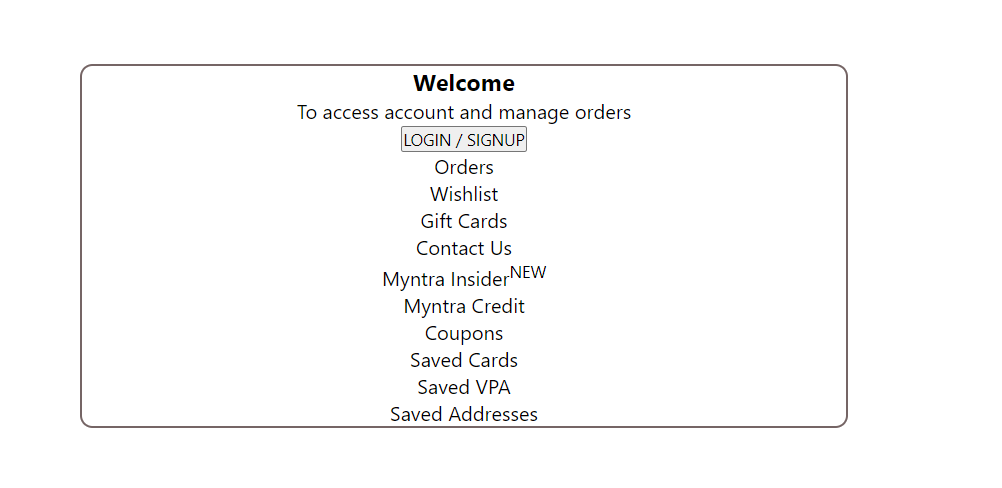 Welcome
To access account and manage orders
LOGIN / SIGNUP
Orders
Wishlist
Gift Cards
Contact Us
Myntra InsiderNEW
Myntra Credit
Coupons
Saved Cards
Saved VPA
Saved Addresses